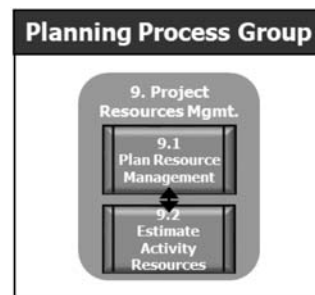 Planning Process Group
9. Project
Resources Mgmt.
9.1
Plan Resource
Management
9.2
Estimate
Activity
Resources